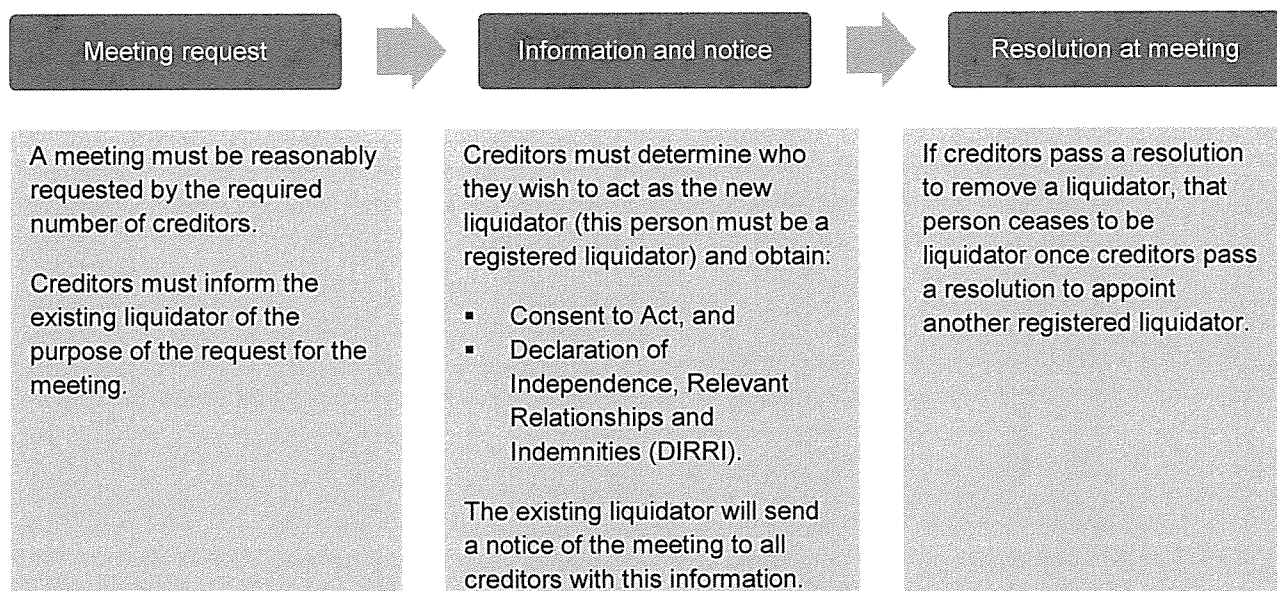 Meeting request
Information and notice
Resolution at meeting
A meeting must be reasonably
requested by the required
number of creditors.
Creditors must inform the
existing liquidator of the
purpose of the request for the
meeting.
Creditors must determine who
they wish to act as the new
liquidator (this person must be a
registered liquidator) and obtain:
▪ Consent to Act, and
▪ Declaration of
Independence, Relevant
Relationships and
Indemnities (DIRRI).
The existing liquidator will send
a notice of the meeting to all
creditors with this information.
If creditors pass a resolution
to remove a liquidator, that
person ceases to be
liquidator once creditors pass
a resolution to appoint
another registered liquidator.